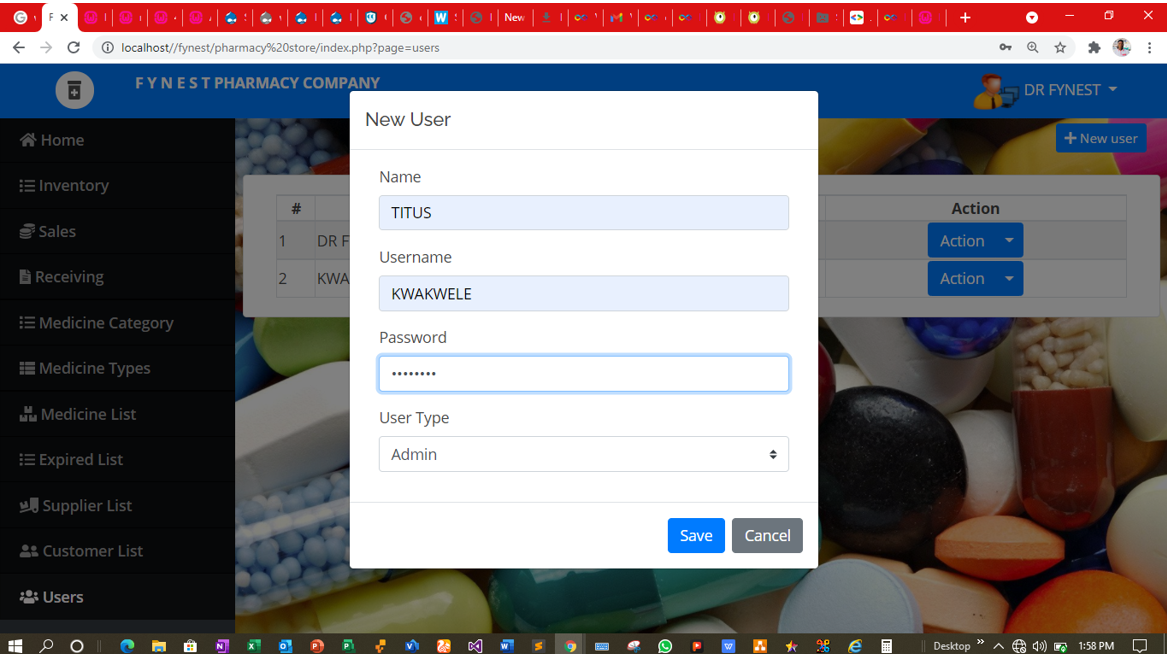 F
New
localhost//fynest/pharmacy%20store/index.php?page=users
F Y N E S T PHARMACY COMPANY
DR FYNEST
Home
Inventory
Sales
Receiving
Medicine Category
Medicine Types
Medicine List
Expired List
Supplier List
Customer List
Users
New user
# Action
1 DR F Action
2 KWA Action
New User
Name
TITUS
Username
KWAKWELE
Password
••••••••
User Type
Admin
Save Cancel
Desktop 1:58 PM